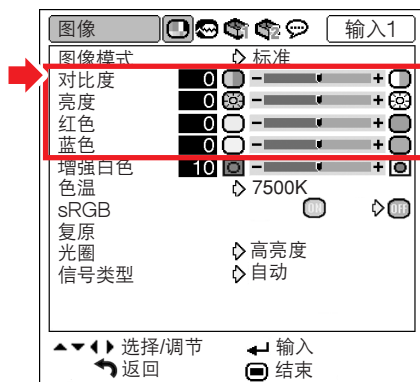 图像 输入1
图像模式 标准
对比度 0 - +
亮度 0 - +
红色 0 - +
蓝色 0 - +
增强白色 10 - +
色温 7500K
sRGB ON OFF
复原
光圈 高亮度
信号类型 自动
选择/调节 输入
返回 结束